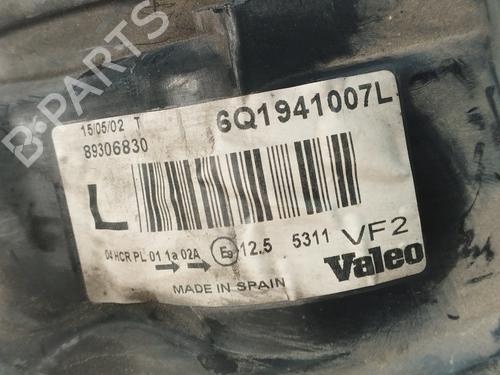 15/05/02 T
6Q1941007L
89306830
L
04 HCR PL 01 1a 02A
E9 12.5 5311 VF2
Valeo
MADE IN SPAIN
B-PARTS